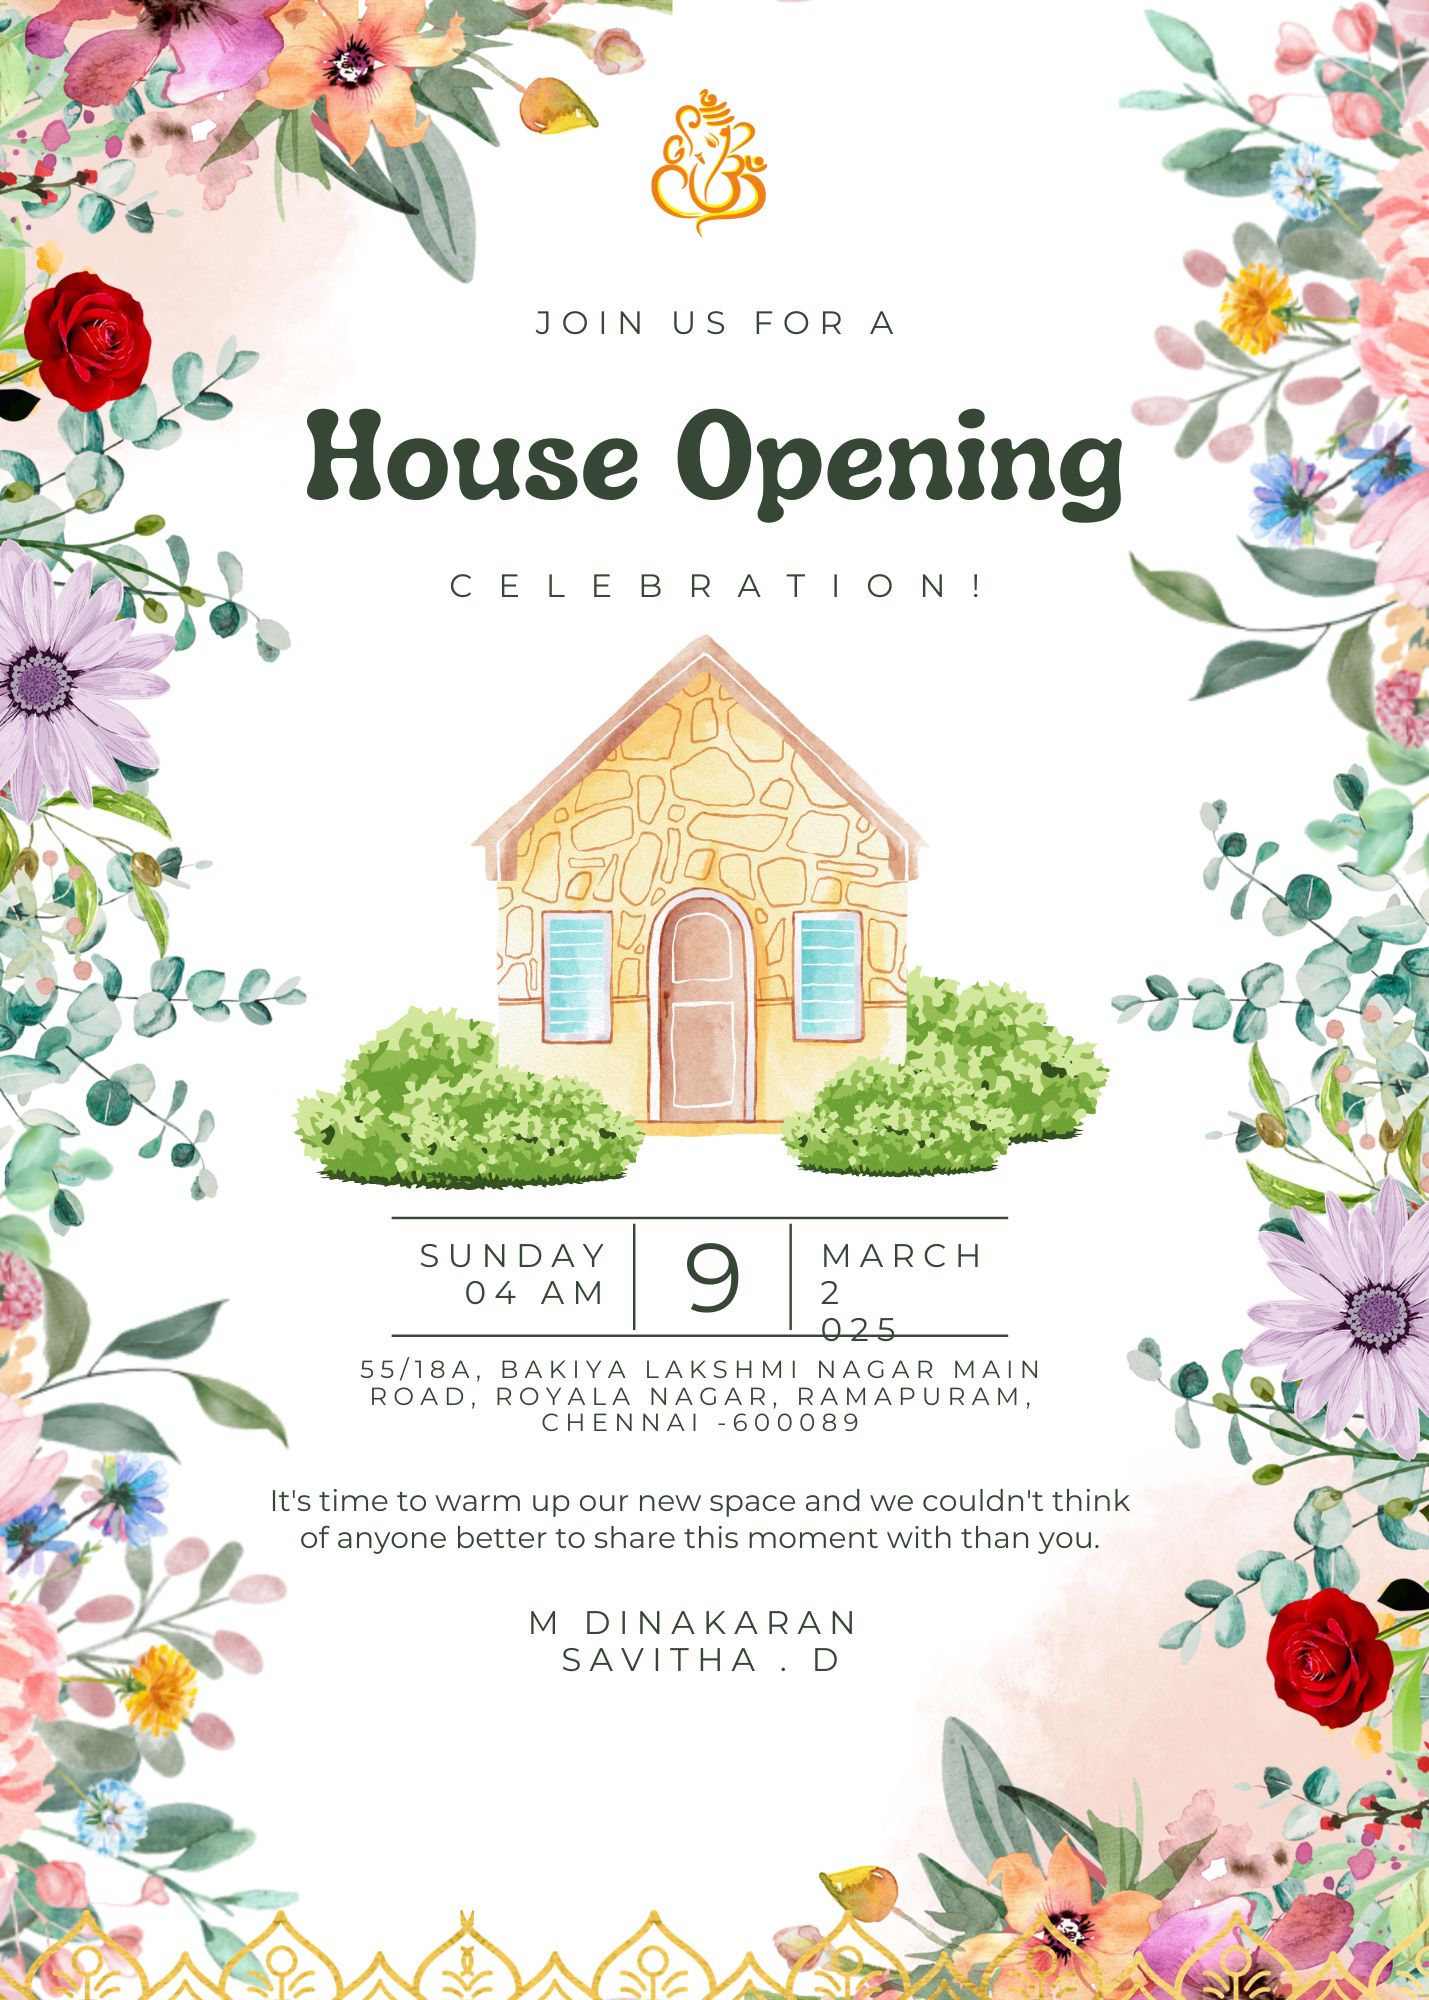 JOIN US FOR A
House Opening
CELEBRATION!
SUNDAY
04 AM
9
MARCH
2
025
55/18A, BAKIYA LAKSHMI NAGAR MAIN
ROAD, ROYALA NAGAR, RAMAPURAM,
CHENNAI -600089
It's time to warm up our new space and we couldn't think
of anyone better to share this moment with than you.
M DINAKARAN
SAVITHA . D